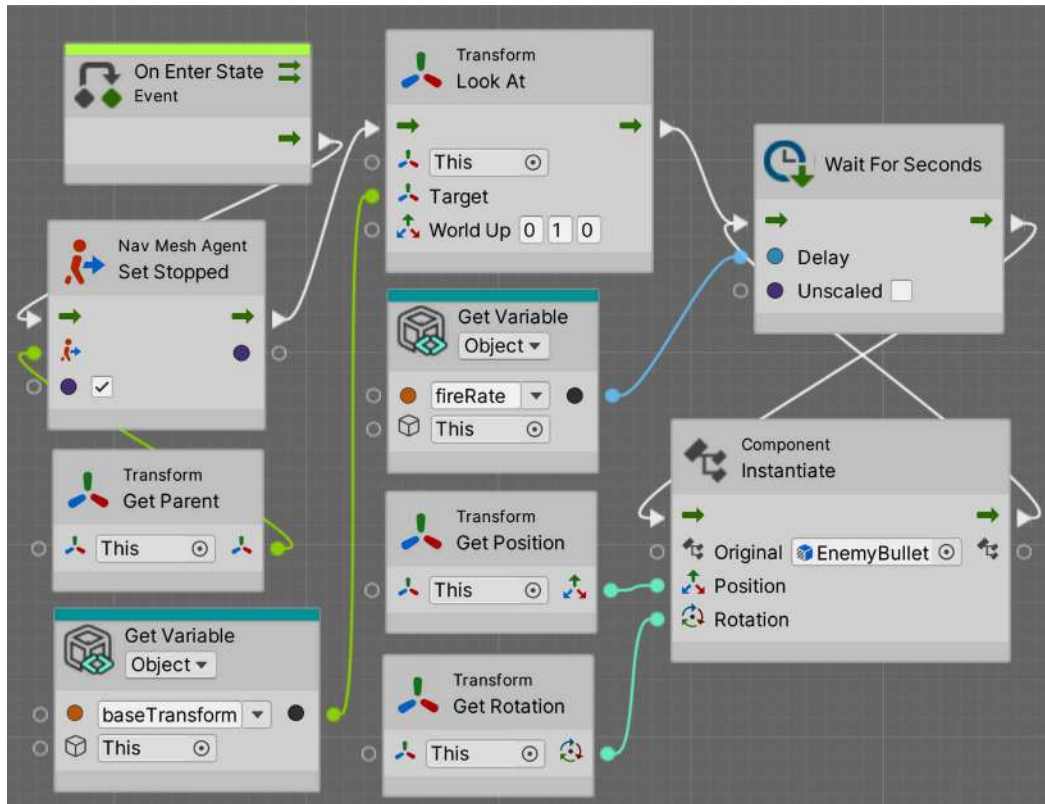 On Enter State
Event
Nav Mesh Agent
Set Stopped
Transform
Get Parent
This
Get Variable
Object
baseTransform
This
Transform
Look At
This
Target
World Up 0 1 0
Get Variable
Object
fireRate
This
Transform
Get Position
This
Transform
Get Rotation
This
Wait For Seconds
Delay
Unscaled
Component
Instantiate
Original EnemyBullet
Position
Rotation